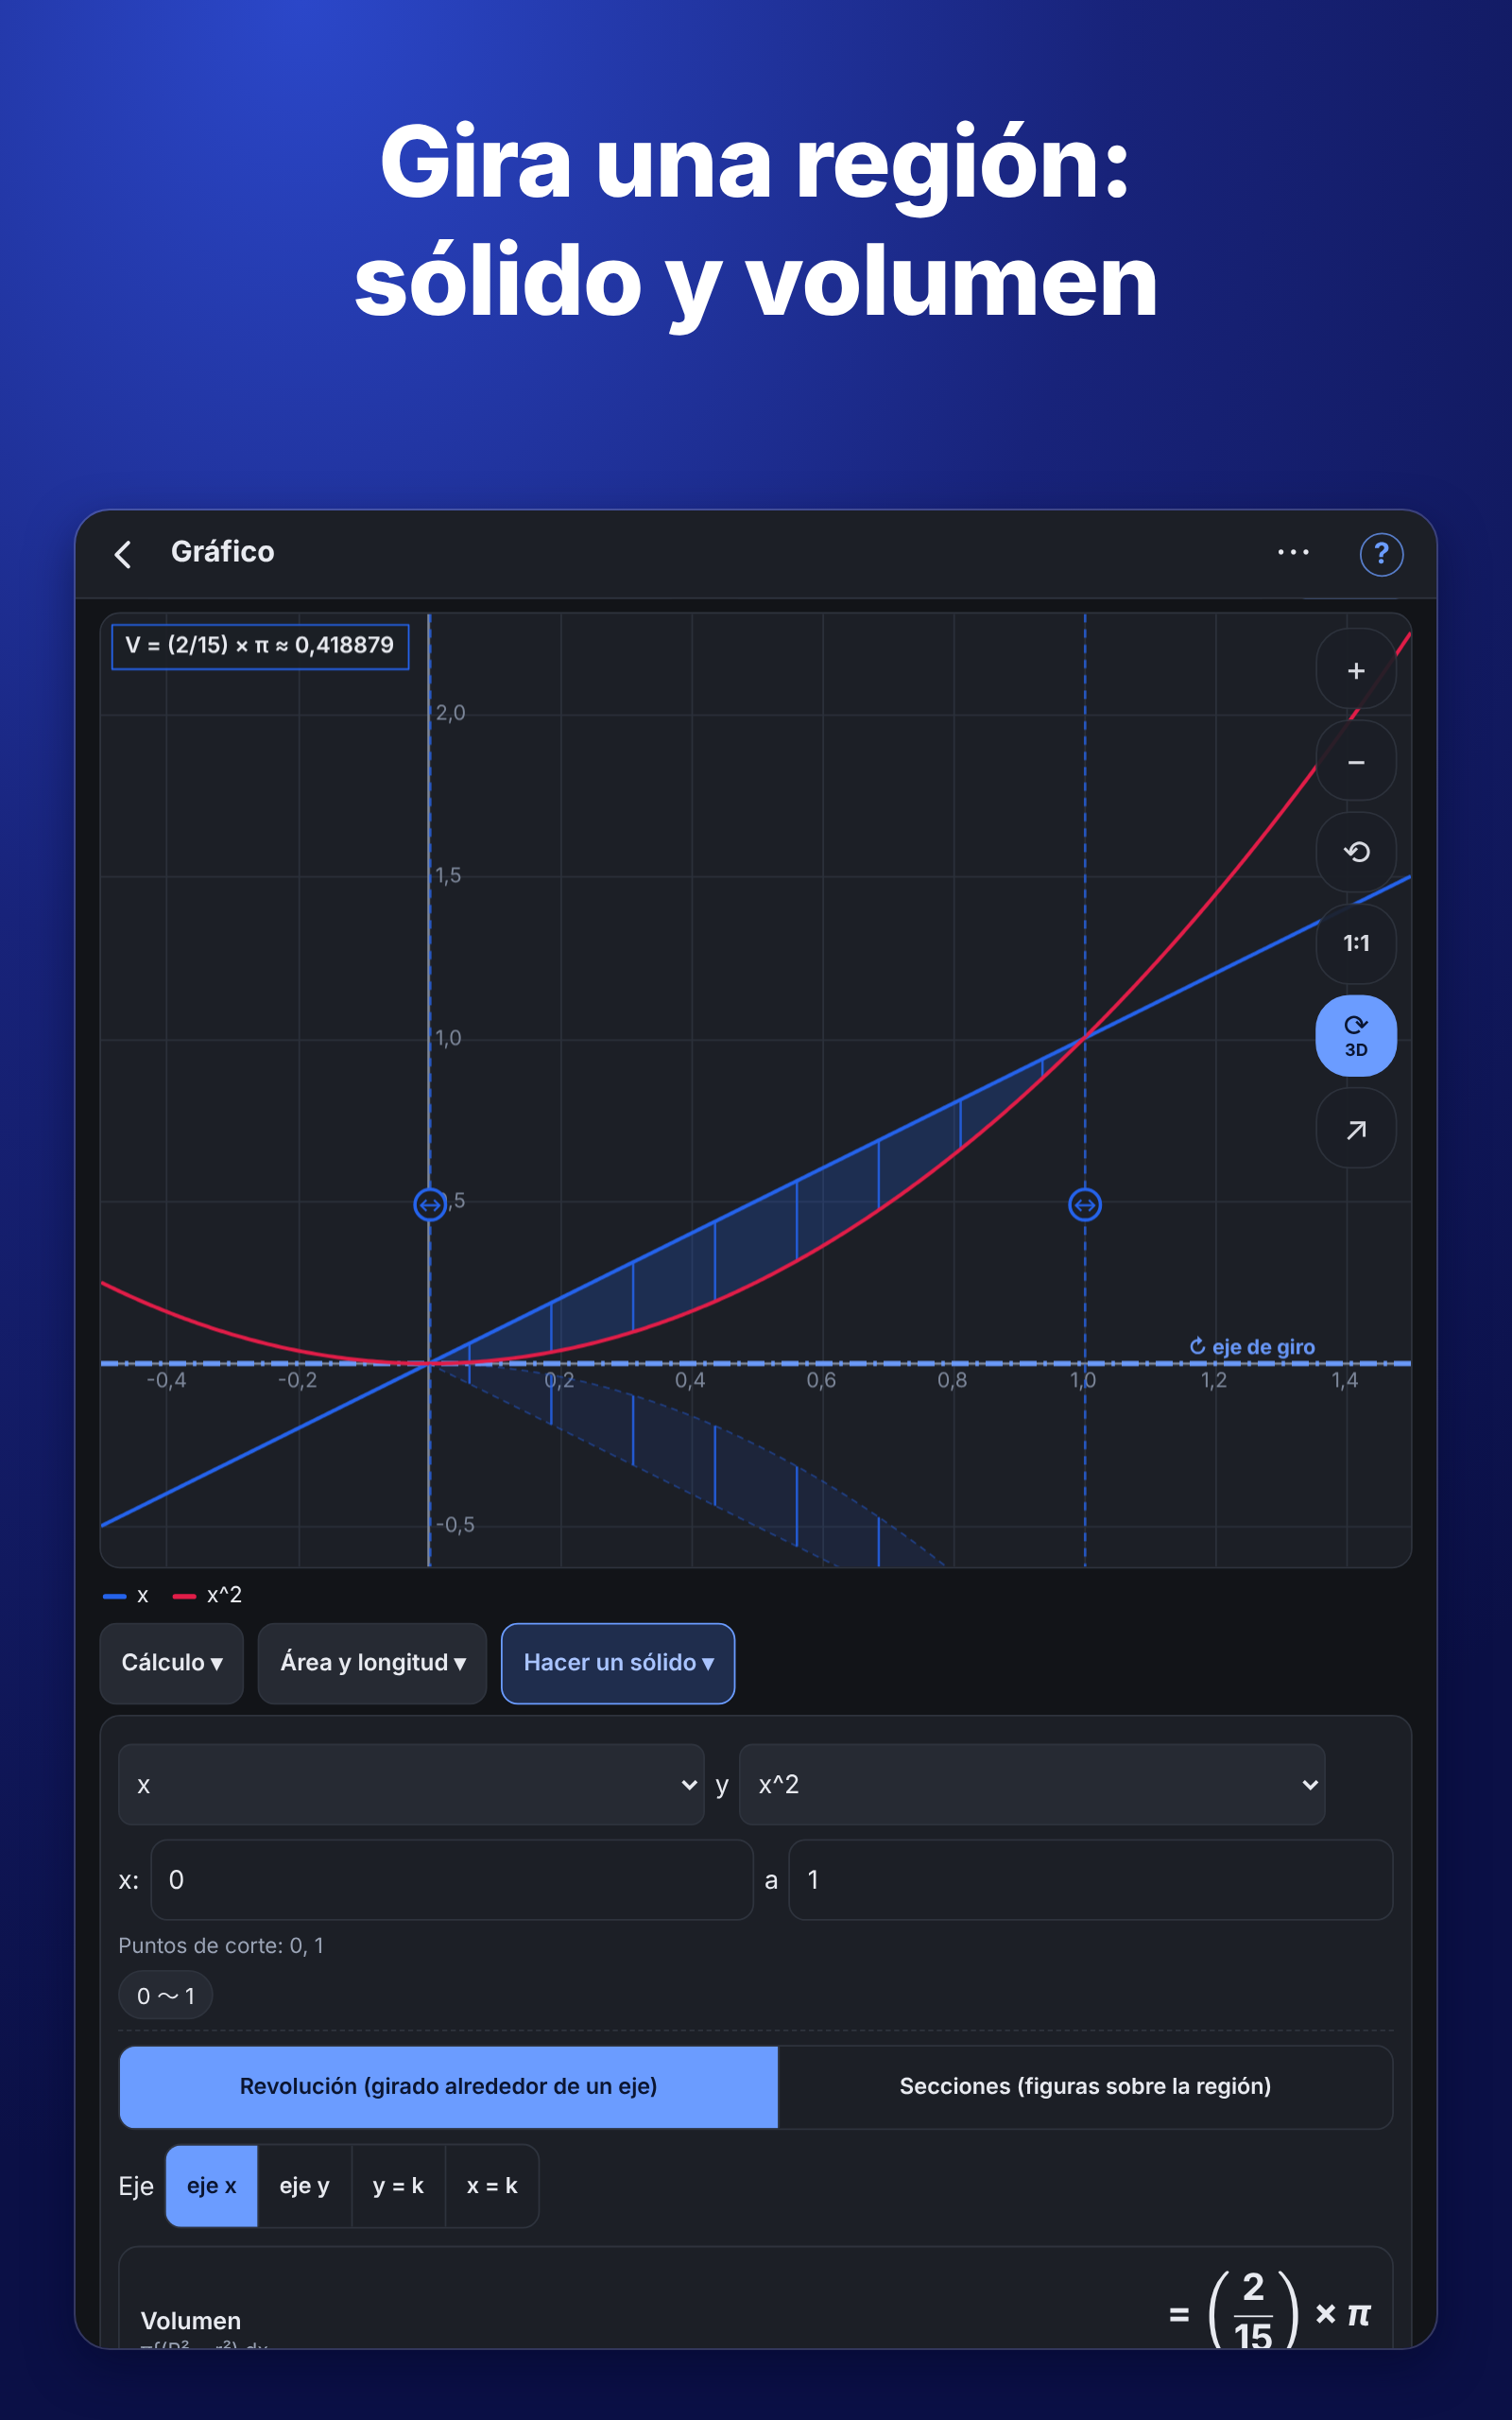 Gira una región:
sólido y volumen
Gráfico
... ?
V = (2/15) × π ≈ 0,418879
+
−
2,0
1,5
1:1
1,0
3D
,5
eje de giro
-0,4 -0,2 0,2 0,4 0,6 0,8 1,0 1,2 1,4
-0,5
x x^2
Cálculo ▾ Área y longitud ▾ Hacer un sólido ▾
x y x^2
x: 0 a 1
Puntos de corte: 0, 1
0 ～ 1
Revolución (girado alrededor de un eje) Secciones (figuras sobre la región)
Eje eje x eje y y = k x = k
Volumen = (2/15) × π